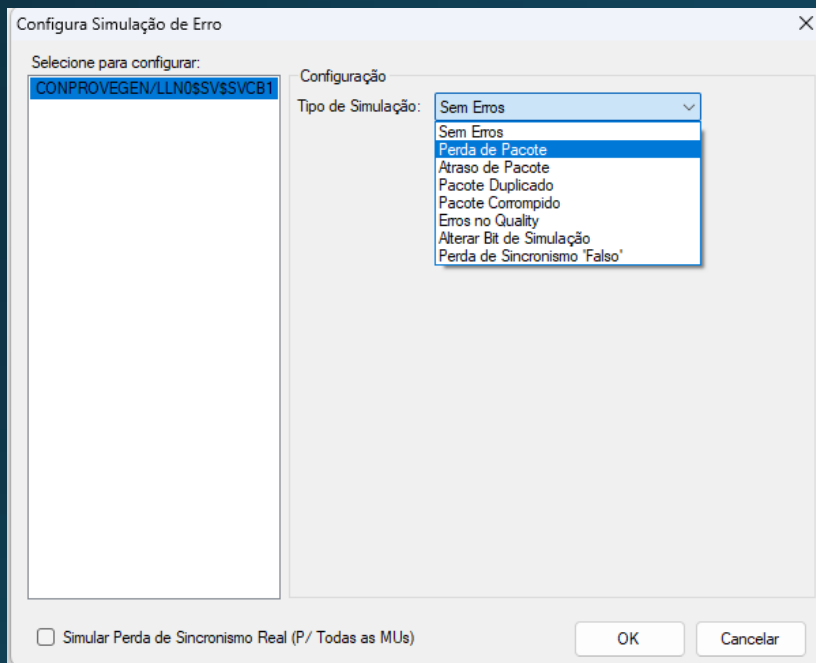 Configura Simulação de Erro
Selecione para configurar:
CONPROVEGEN/LLN0$SV$SVCB1
Configuração
Tipo de Simulação: Sem Erros
Sem Erros
Perda de Pacote
Atraso de Pacote
Pacote Duplicado
Pacote Corrompido
Erros no Quality
Alterar Bit de Simulação
Perda de Sincronismo 'Falso'
Simular Perda de Sincronismo Real (P/ Todas as MUs)
OK
Cancelar